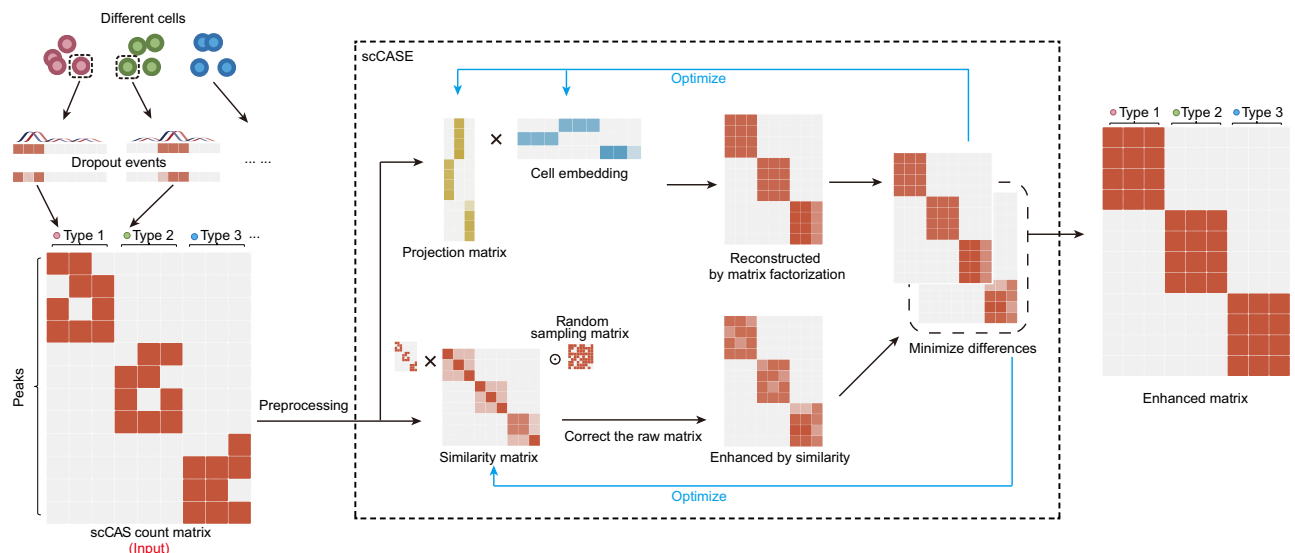 Different cells
Dropout events
... ...
Type 1 Type 2 Type 3 ...
Peaks
scCAS count matrix
(Input)
Preprocessing
scCASE
Optimize
×
Cell embedding
Projection matrix
Reconstructed
by matrix factorization
Random
sampling matrix
×
⊙
Similarity matrix
Correct the raw matrix
Enhanced by similarity
Minimize differences
Optimize
Type 1 Type 2 Type 3
Enhanced matrix